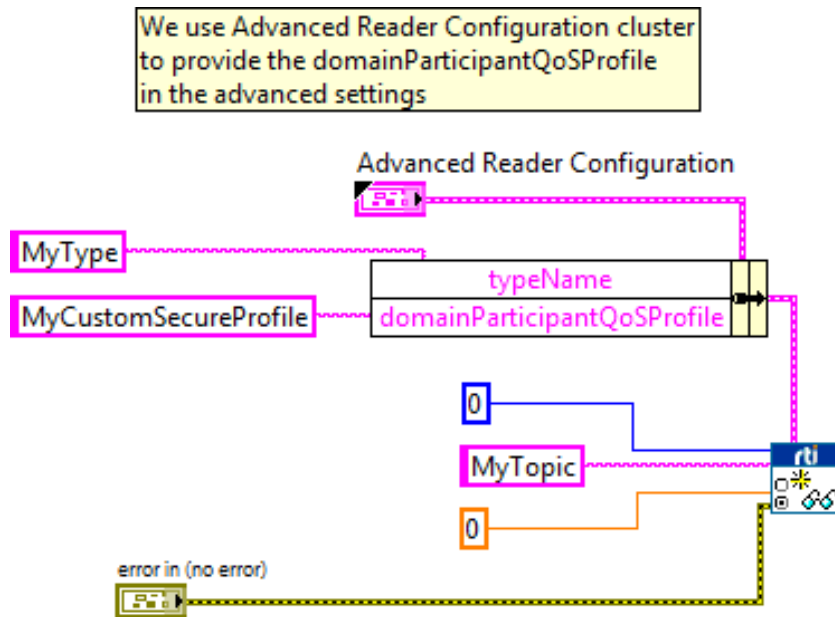 We use Advanced Reader Configuration cluster
to provide the domainParticipantQoSProfile
in the advanced settings
Advanced Reader Configuration
MyType
typeName
MyCustomSecureProfile
domainParticipantQoSProfile
0
rti
MyTopic
0
error in (no error)